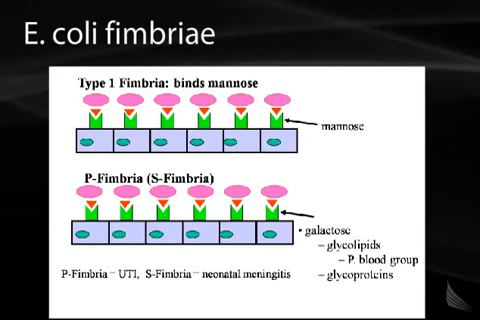 E. coli fimbriae
Type 1 Fimbria: binds mannose
mannose
P-Fimbria (S-Fimbria)
• galactose
– glycolipids
– P. blood group
– glycoproteins
P-Fimbria – UTI, S-Fimbria – neonatal meningitis